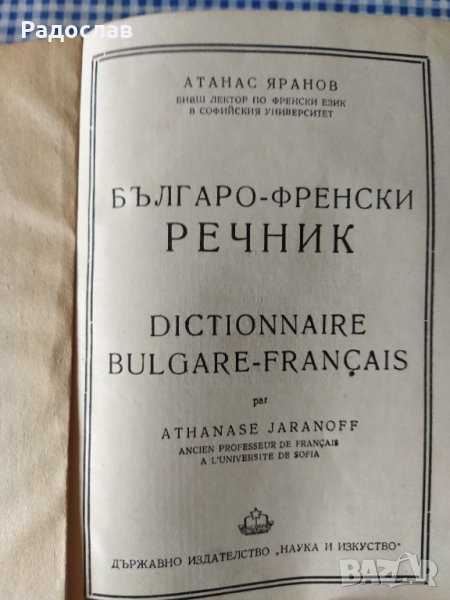 Радослав
АТАНАС ЯРАНОВ
БИВШ ЛЕКТОР ПО ФРЕНСКИ ЕЗИК
В СОФИЙСКИЯ УНИВЕРСИТЕТ
БЪЛГАРО-ФРЕНСКИ
РЕЧНИК
DICTIONNAIRE
BULGARE-FRANÇAIS
par
ATHANASE JARANOFF
ANCIEN PROFESSEUR DE FRANÇAIS
A L'UNIVERSITE DE SOFIA
ДЪРЖАВНО ИЗДАТЕЛСТВО „НАУКА И ИЗКУСТВО"
BAZAR